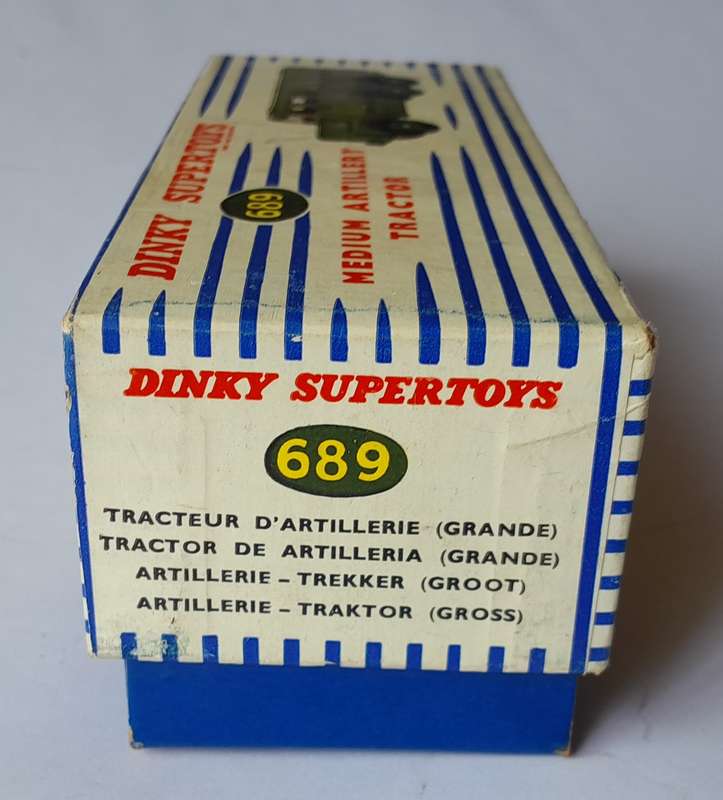 DINKY SUPERTOYS
689
MEDIUM ARTILLERY
TRACTOR
DINKY SUPERTOYS
689
TRACTEUR D'ARTILLERIE (GRANDE)
TRACTOR DE ARTILLERIA (GRANDE)
ARTILLERIE – TREKKER (GROOT)
ARTILLERIE – TRAKTOR (GROSS)